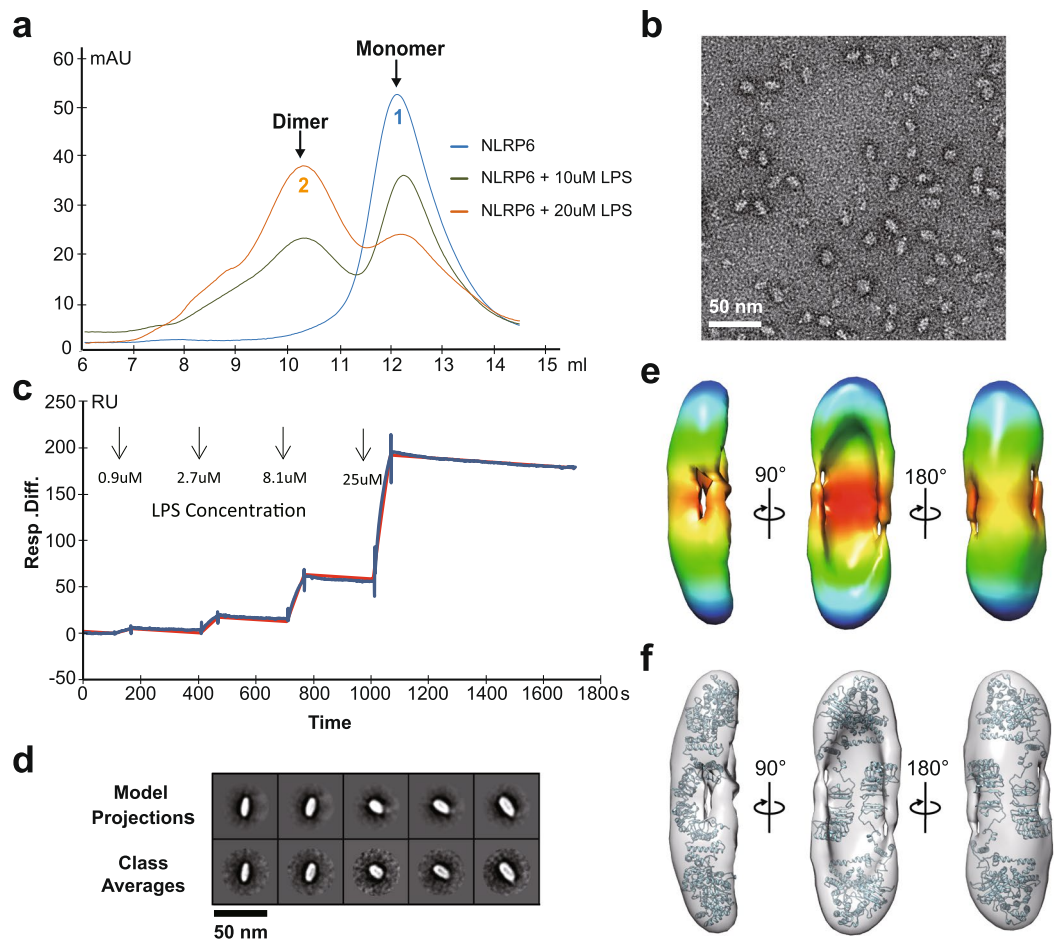 a
mAU
60
50
40
30
20
10
0
6 7 8 9 10 11 12 13 14 15 ml
Dimer
2
Monomer
1
NLRP6
NLRP6 + 10uM LPS
NLRP6 + 20uM LPS
b
50 nm
c
RU
250
200
150
100
50
0
-50
Resp .Diff.
0.9uM 2.7uM 8.1uM 25uM
LPS Concentration
0 200 400 600 800 1000 1200 1400 1600 1800 s
Time
d
Model
Projections
Class
Averages
50 nm
e
90° 180°
f
90° 180°